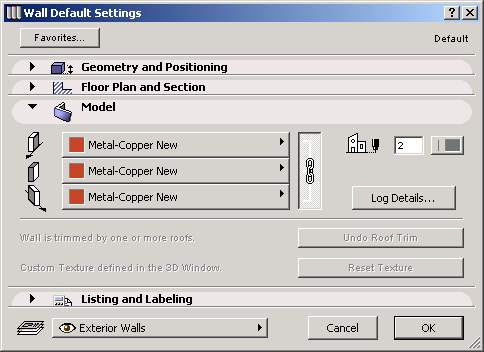 Wall Default Settings
Favorites...
Default
Geometry and Positioning
Floor Plan and Section
Model
Metal-Copper New
2
Metal-Copper New
Metal-Copper New
Log Details...
Wall is trimmed by one or more roofs.
Undo Roof Trim
Custom Texture defined in the 3D Window.
Reset Texture
Listing and Labeling
Exterior Walls
Cancel
OK